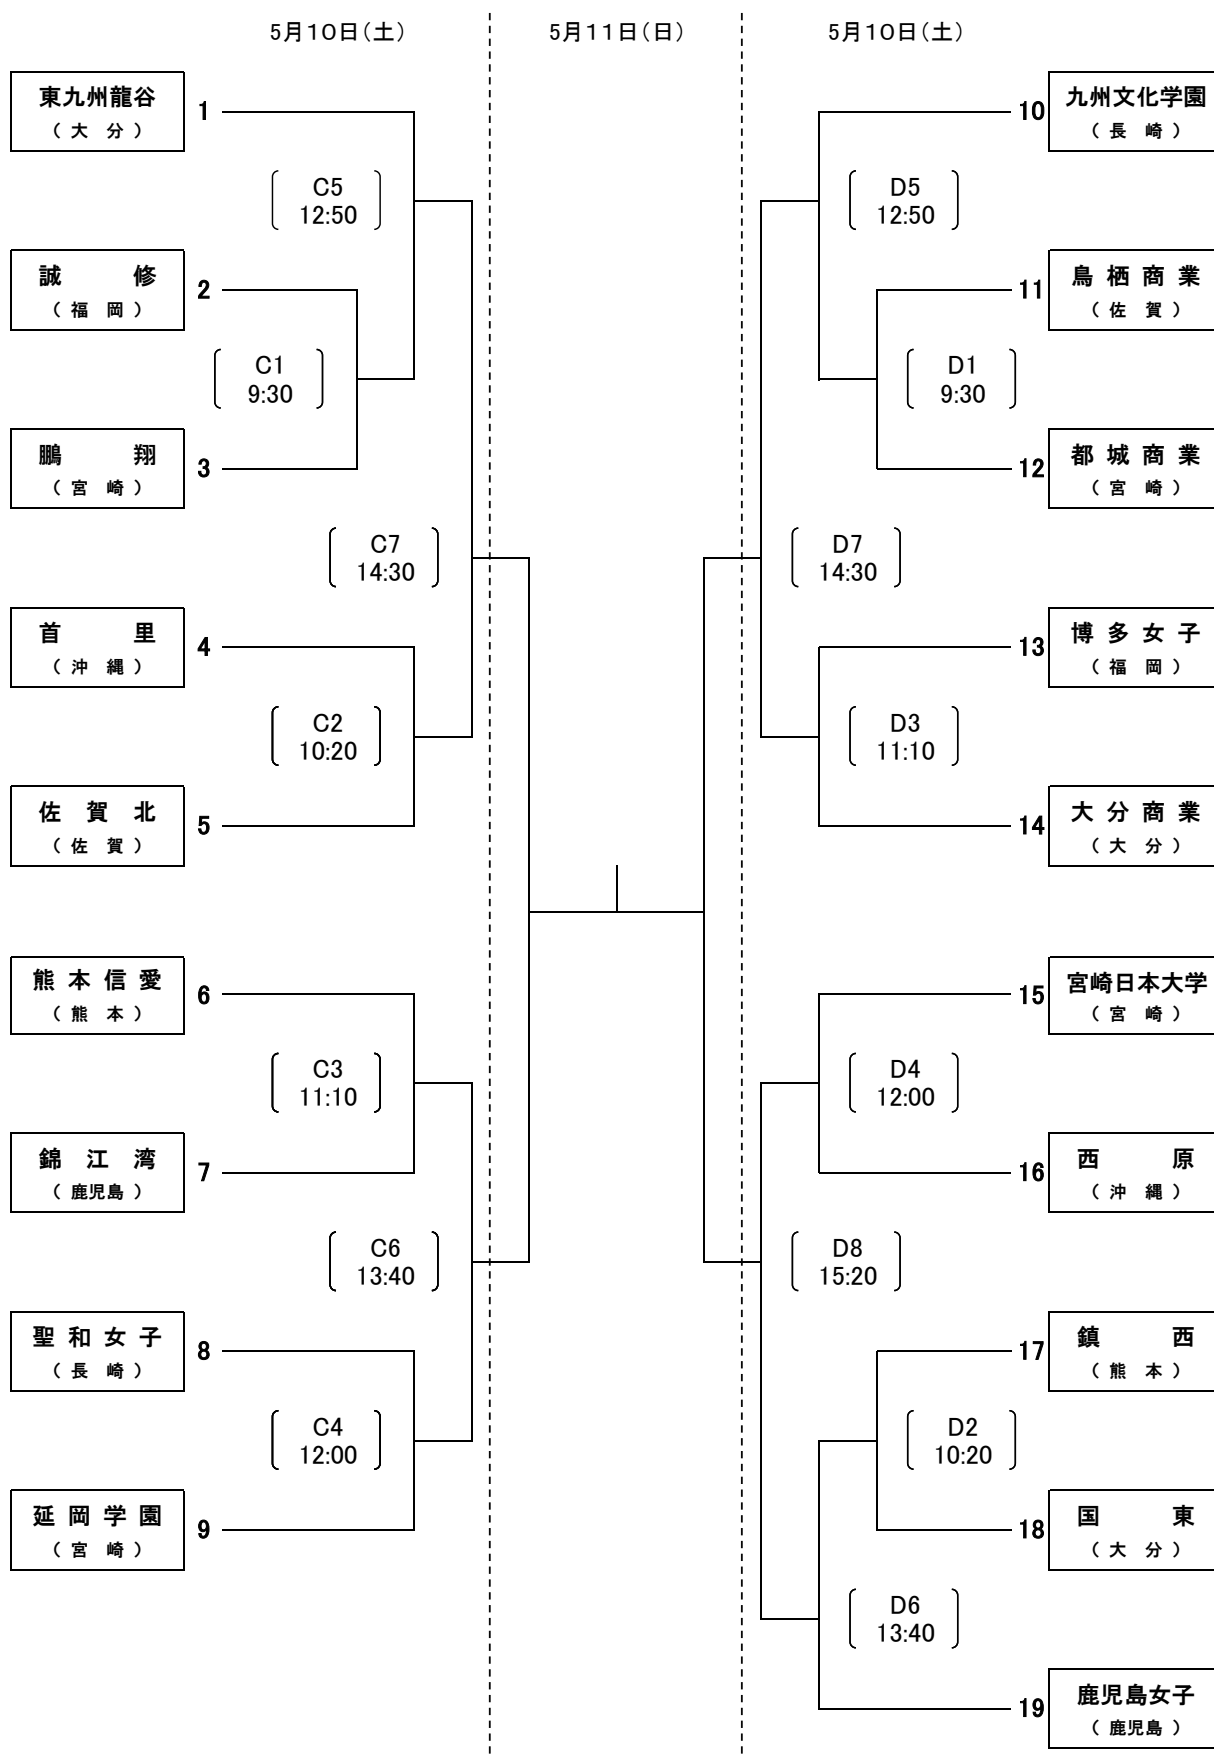 5月10日(土)
5月11日(日)
5月10日(土)
東九州龍谷
( 大 分 )
1
C5
12:50
誠 修
( 福 岡 )
2
C1
9:30
鵬 翔
( 宮 崎 )
3
C7
14:30
首 里
( 沖 縄 )
4
C2
10:20
佐 賀 北
( 佐 賀 )
5
熊 本 信 愛
( 熊 本 )
6
C3
11:10
錦 江 湾
( 鹿児島 )
7
C6
13:40
聖 和 女 子
( 長 崎 )
8
C4
12:00
延 岡 学 園
( 宮 崎 )
9
10
九州文化学園
( 長 崎 )
D5
12:50
11
鳥 栖 商 業
( 佐 賀 )
D1
9:30
12
都 城 商 業
( 宮 崎 )
D7
14:30
13
博 多 女 子
( 福 岡 )
D3
11:10
14
大 分 商 業
( 大 分 )
15
宮崎日本大学
( 宮 崎 )
D4
12:00
16
西 原
( 沖 縄 )
D8
15:20
17
鎮 西
( 熊 本 )
D2
10:20
18
国 東
( 大 分 )
D6
13:40
19
鹿児島女子
( 鹿児島 )